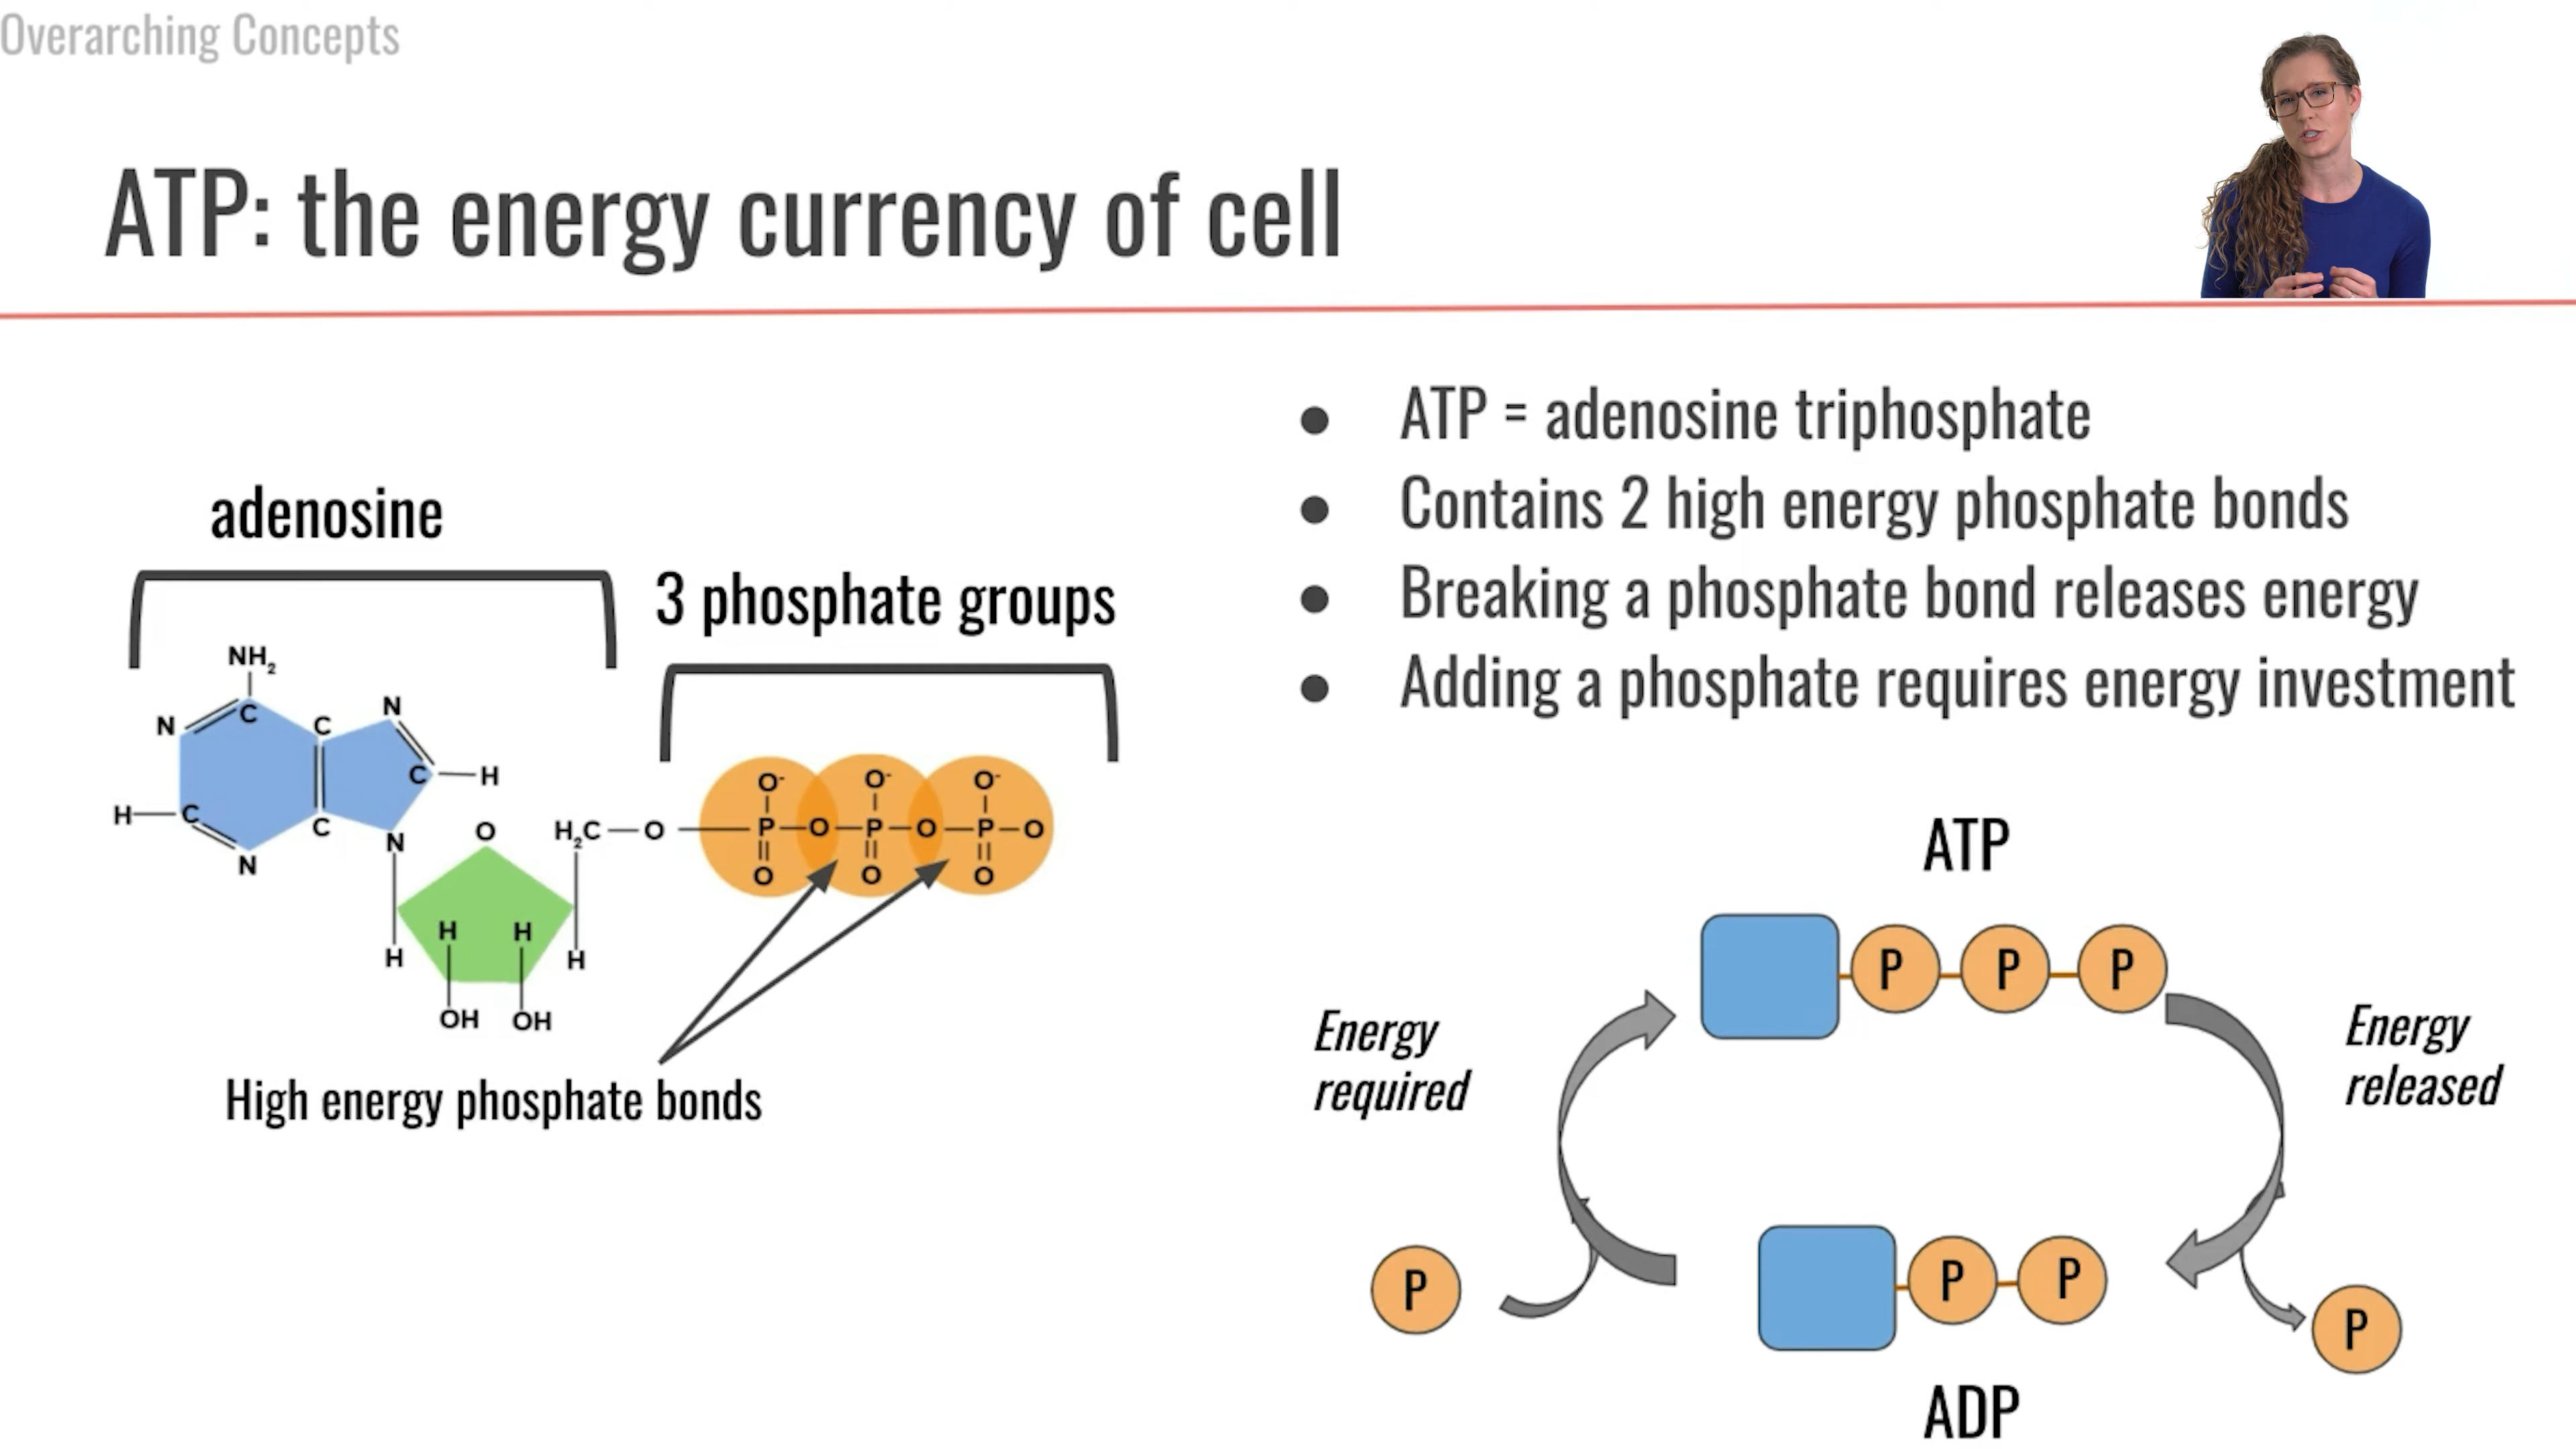 Overarching Concepts
ATP: the energy currency of cell
● ATP = adenosine triphosphate
● Contains 2 high energy phosphate bonds
● Breaking a phosphate bond releases energy
● Adding a phosphate requires energy investment
adenosine
3 phosphate groups
NH₂
N
C
C
N
C
H
H
C
N
C
N
O
H₂C
O
O⁻
O⁻
O⁻
P
O
P
O
P
O
O
O
O
H
H
H
H
OH
OH
High energy phosphate bonds
ATP
P
P
P
Energy
required
Energy
released
P
P
P
P
ADP